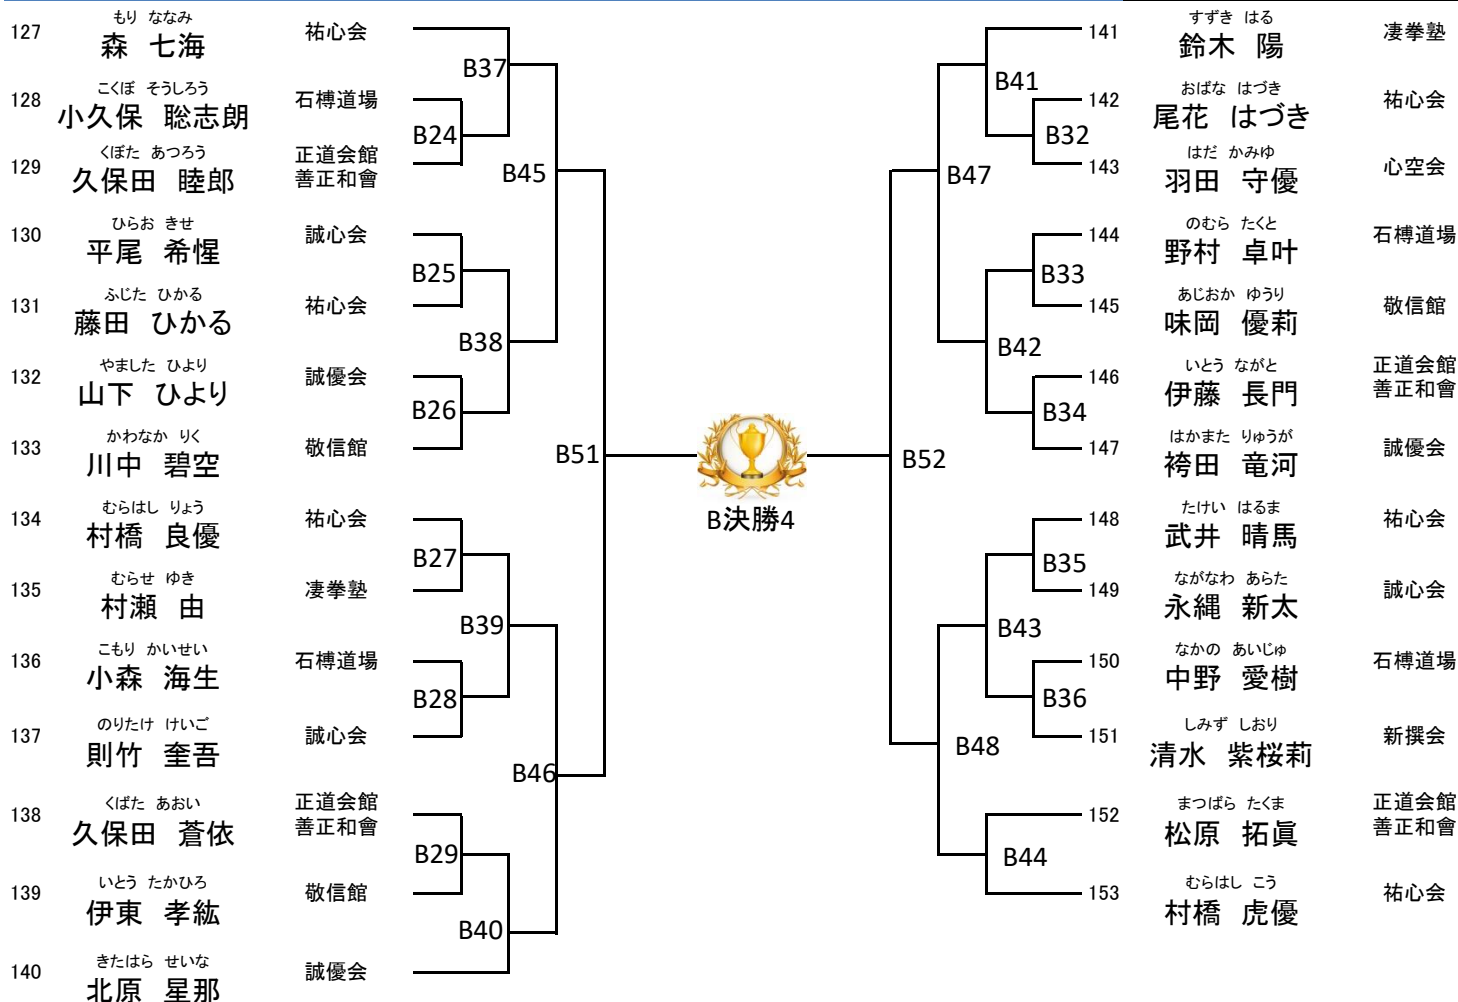 もり ななみ
127 森 七海 祐心会
B37
こくぼ そうしろう
128 小久保 聡志朗 石榑道場
B24
くぼた あつろう
129 久保田 睦郎 正道会館
善正和會
B45
ひらお きせ
130 平尾 希惺 誠心会
B25
ふじた ひかる
131 藤田 ひかる 祐心会
B38
やました ひより
132 山下 ひより 誠優会
B26
かわなか りく
133 川中 碧空 敬信館
B51
むらはし りょう
134 村橋 良優 祐心会
B27
むらせ ゆき
135 村瀬 由 凄拳塾
B39
こもり かいせい
136 小森 海生 石榑道場
B28
のりたけ けいご
137 則竹 奎吾 誠心会
B46
くばた あおい
138 久保田 蒼依 正道会館
善正和會
B29
いとう たかひろ
139 伊東 孝紘 敬信館
B40
きたはら せいな
140 北原 星那 誠優会
B決勝4
すずき はる
141 鈴木 陽 凄拳塾
B41
おばな はづき
142 尾花 はづき 祐心会
B32
はだ かみゆ
143 羽田 守優 心空会
B47
のむら たくと
144 野村 卓叶 石榑道場
B33
あじおか ゆうり
145 味岡 優莉 敬信館
B42
いとう ながと
146 伊藤 長門 正道会館
善正和會
B34
はかまた りゅうが
147 袴田 竜河 誠優会
B52
たけい はるま
148 武井 晴馬 祐心会
B35
ながなわ あらた
149 永縄 新太 誠心会
B43
なかの あいじゅ
150 中野 愛樹 石榑道場
B36
しみず しおり
151 清水 紫桜莉 新撰会
B48
まつばら たくま
152 松原 拓眞 正道会館
善正和會
B44
むらはし こう
153 村橋 虎優 祐心会